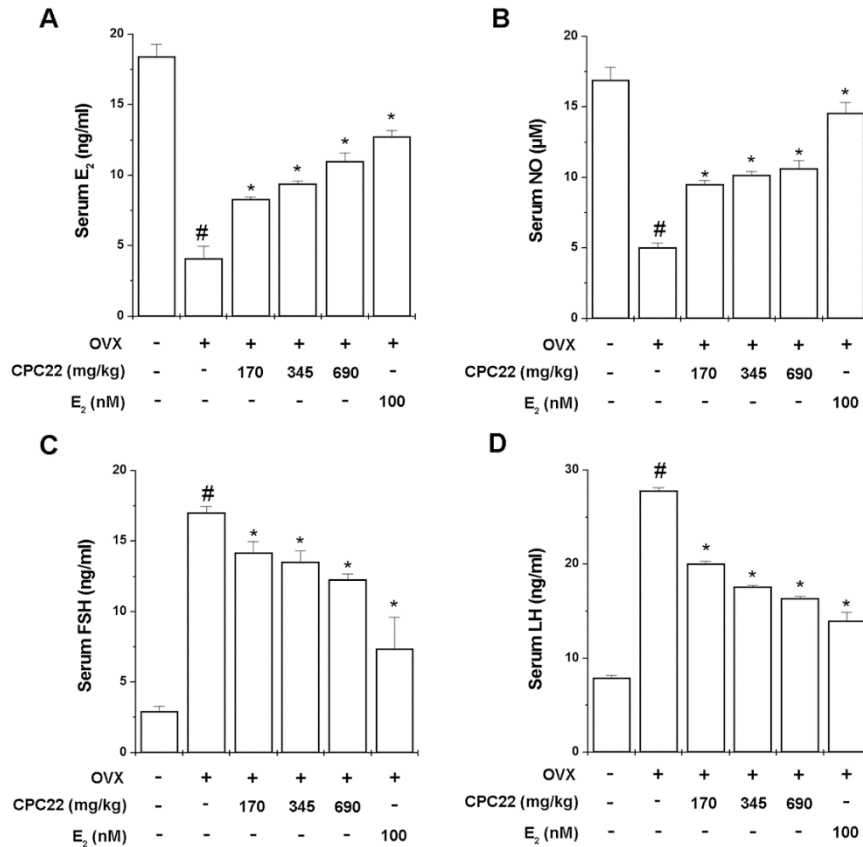 A
20
15
10
5
0
Serum E₂ (ng/ml)
#
*
*
*
*
OVX - + + + + +
CPC22 (mg/kg) - - 170 345 690 -
E₂ (nM) - - - - - 100
B
20
15
10
5
0
Serum NO (µM)
#
*
*
*
*
OVX - + + + + +
CPC22 (mg/kg) - - 170 345 690 -
E₂ (nM) - - - - - 100
C
20
15
10
5
0
Serum FSH (ng/ml)
#
*
*
*
*
OVX - + + + + +
CPC22 (mg/kg) - - 170 345 690 -
E₂ (nM) - - - - - 100
D
30
20
10
0
Serum LH (ng/ml)
#
*
*
*
*
OVX - + + + + +
CPC22 (mg/kg) - - 170 345 690 -
E₂ (nM) - - - - - 100